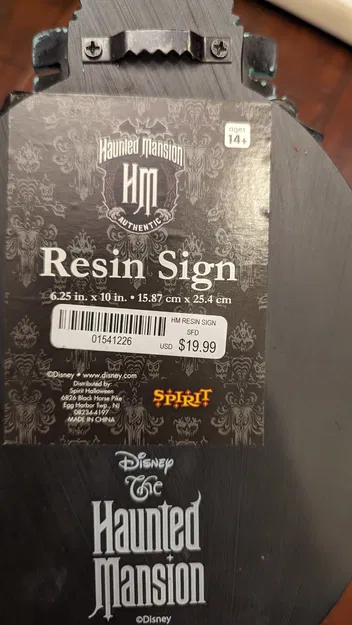 ages
14+
Haunted Mansion
HM
AUTHENTIC
Resin Sign
6.25 in. x 10 in. • 15.87 cm x 25.4 cm
HM RESIN SIGN
SFD
01541226
USD $19.99
©Disney • www.disney.com
Distributed by:
Spirit Halloween
6826 Black Horse Pike
Egg Harbor Twp., NJ
08234-4197
MADE IN CHINA
SPIRIT
Disney
The
Haunted
Mansion
©Disney